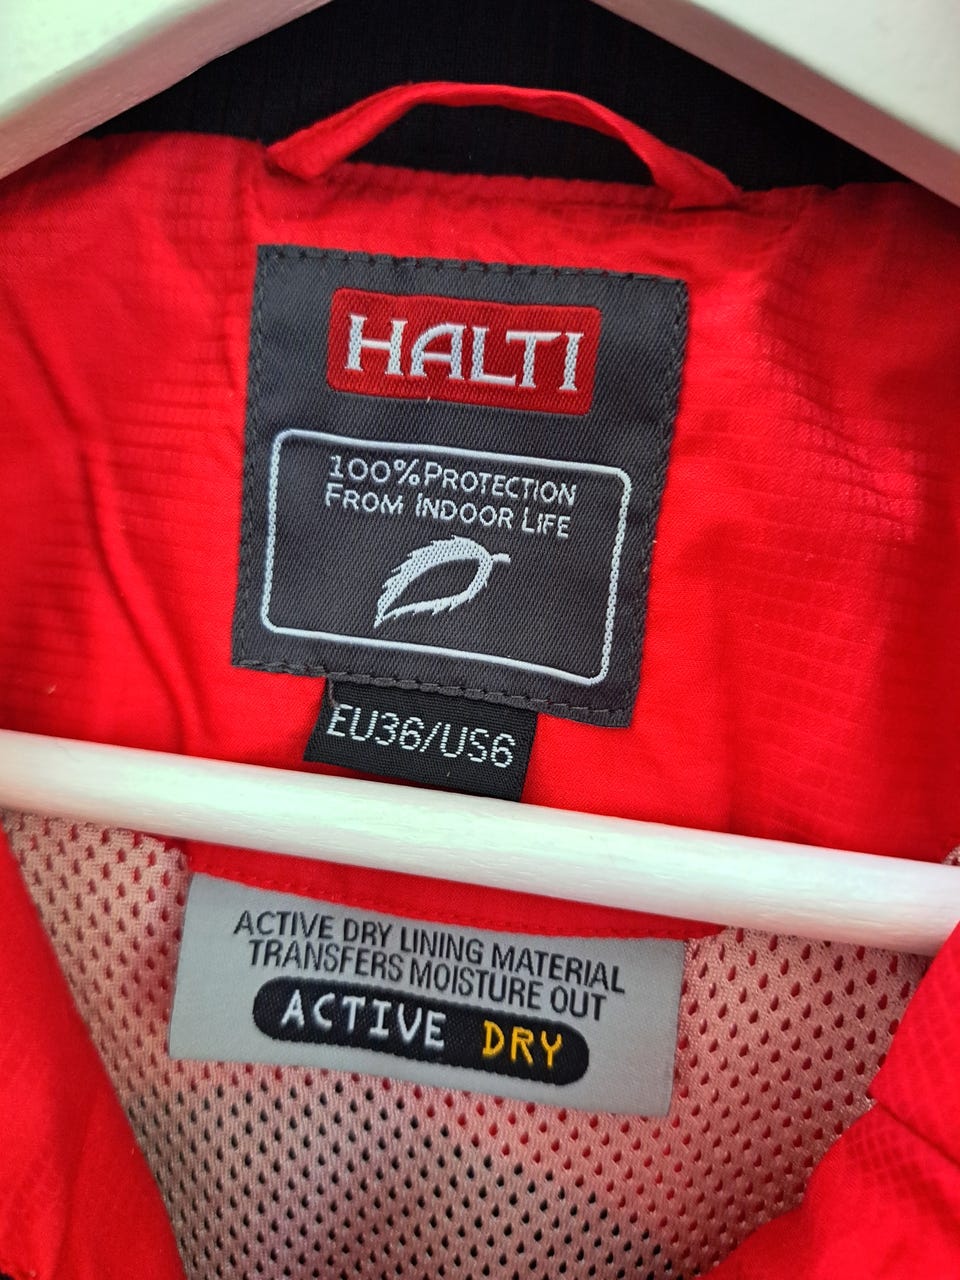 HALTI
100% PROTECTION
FROM INDOOR LIFE
EU36/US6
ACTIVE DRY LINING MATERIAL
TRANSFERS MOISTURE OUT
ACTIVE DRY